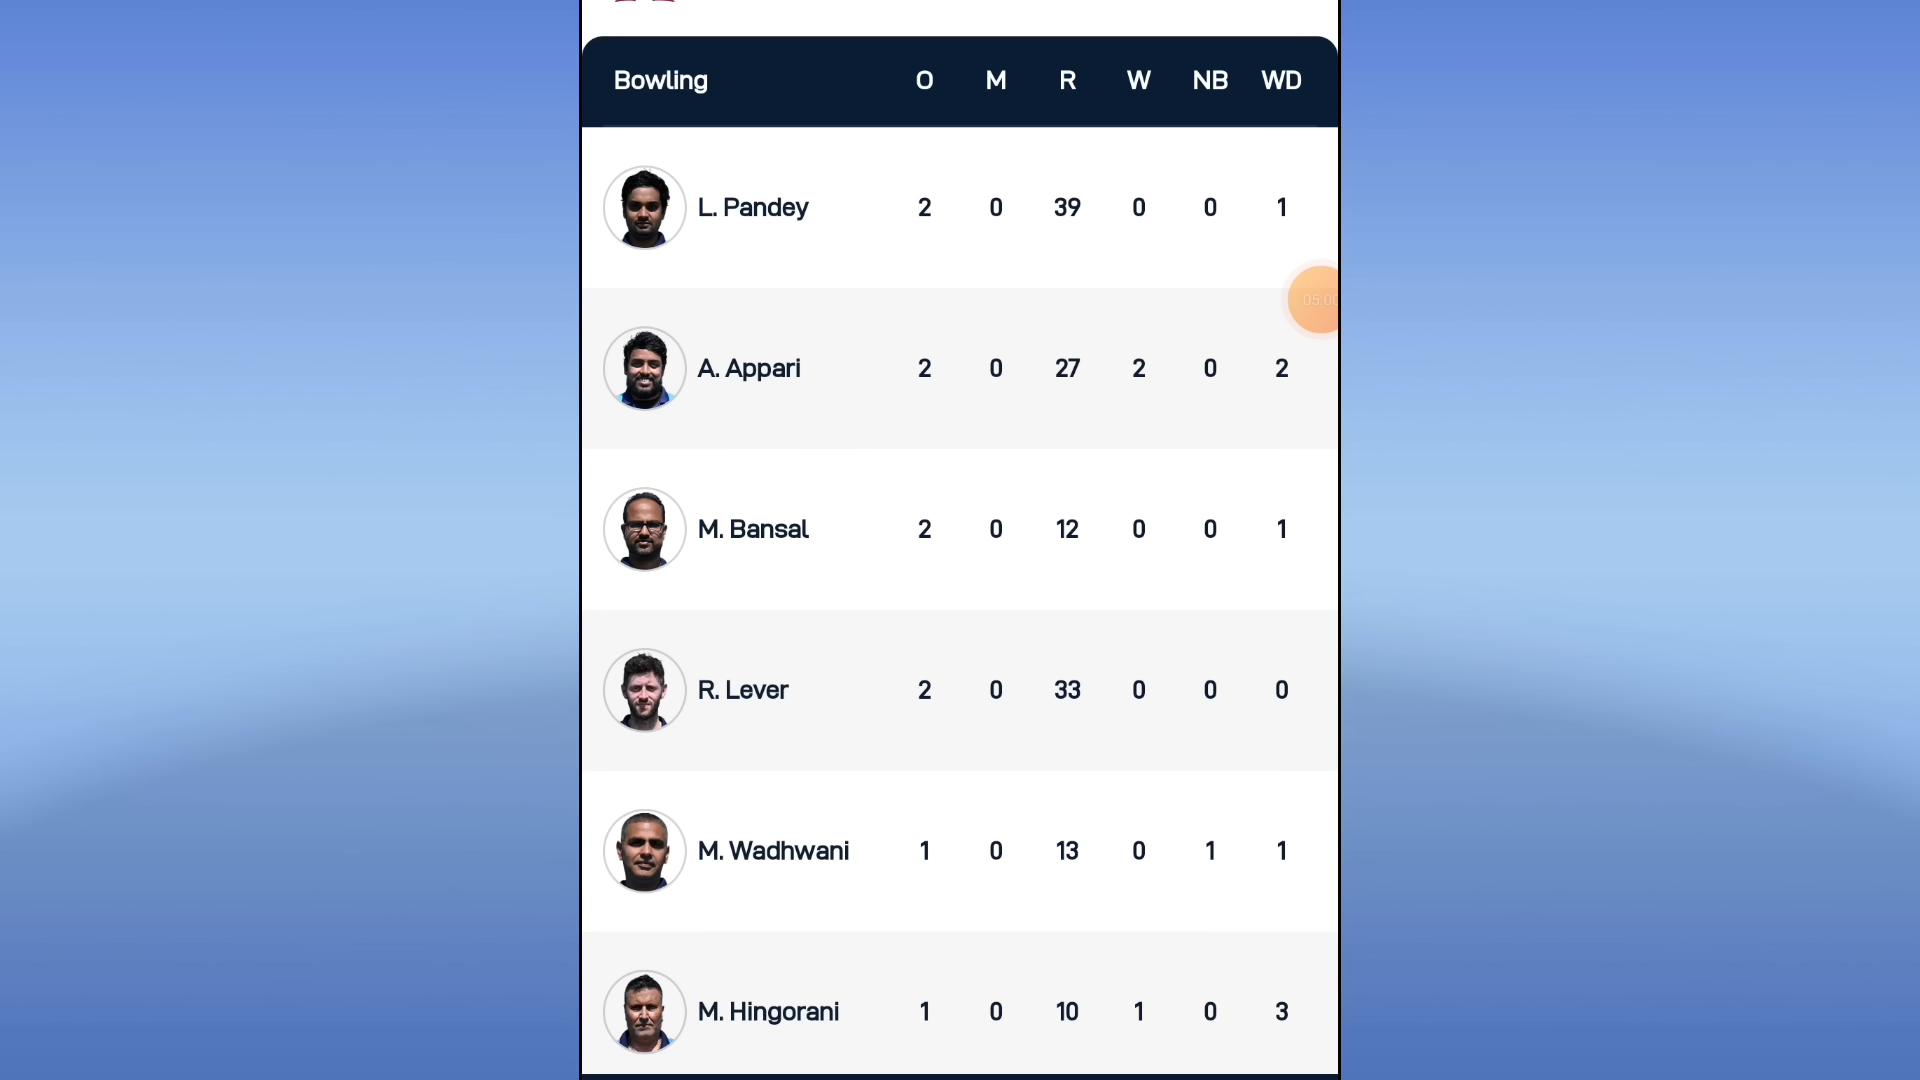 Bowling O M R W NB WD
L. Pandey 2 0 39 0 0 1
05:00
A. Appari 2 0 27 2 0 2
M. Bansal 2 0 12 0 0 1
R. Lever 2 0 33 0 0 0
M. Wadhwani 1 0 13 0 1 1
M. Hingorani 1 0 10 1 0 3